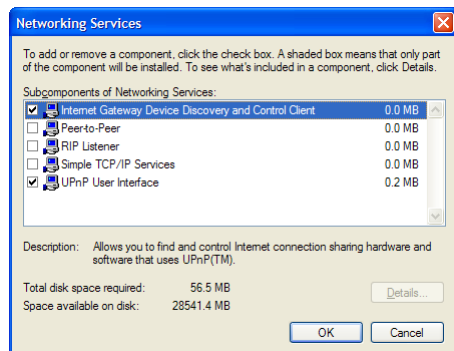 Networking Services
To add or remove a component, click the check box. A shaded box means that only part
of the component will be installed. To see what's included in a component, click Details.
Subcomponents of Networking Services:
Internet Gateway Device Discovery and Control Client 0.0 MB
Peer-to-Peer 0.0 MB
RIP Listener 0.0 MB
Simple TCP/IP Services 0.0 MB
UPnP User Interface 0.2 MB
Description: Allows you to find and control Internet connection sharing hardware and
software that uses UPnP(TM).
Total disk space required: 56.5 MB
Space available on disk: 28541.4 MB
Details...
OK Cancel